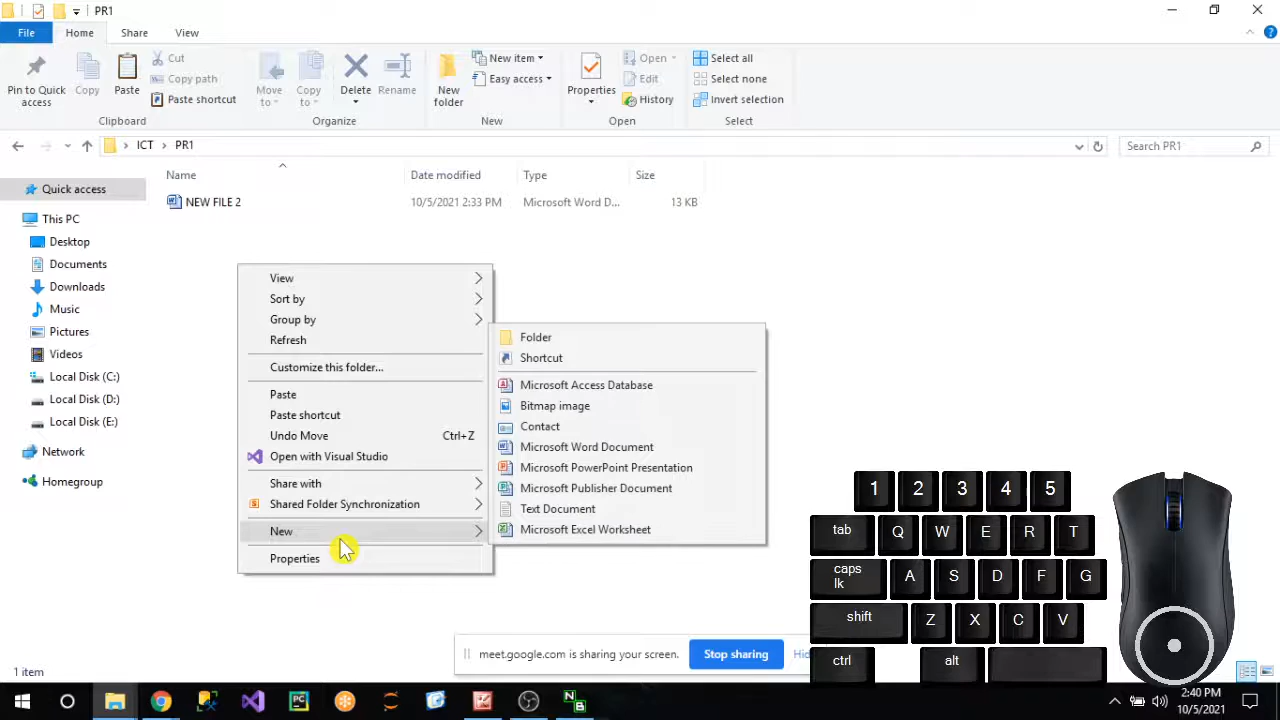 PR1
File Home Share View
Pin to Quick access
Copy
Paste
Cut
Copy path
Paste shortcut
Clipboard
Move to
Copy to
Delete
Rename
Organize
New folder
New item
Easy access
New
Properties
Open
Edit
History
Open
Select all
Select none
Invert selection
Select
ICT PR1
Search PR1
Name Date modified Type Size
NEW FILE 2 10/5/2021 2:33 PM Microsoft Word D... 13 KB
Quick access
This PC
Desktop
Documents
Downloads
Music
Pictures
Videos
Local Disk (C:)
Local Disk (D:)
Local Disk (E:)
Network
Homegroup
View
Sort by
Group by
Refresh
Customize this folder...
Paste
Paste shortcut
Undo Move Ctrl+Z
Open with Visual Studio
Share with
Shared Folder Synchronization
New
Properties
Folder
Shortcut
Microsoft Access Database
Bitmap image
Contact
Microsoft Word Document
Microsoft PowerPoint Presentation
Microsoft Publisher Document
Text Document
Microsoft Excel Worksheet
1 2 3 4 5
tab Q W E R T
caps lk A S D F G
shift Z X C V
ctrl alt
meet.google.com is sharing your screen. Stop sharing
1 item
PC
N
B
2:40 PM
10/5/2021